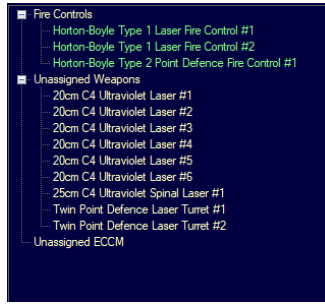 Fire Controls
Horton-Boyle Type 1 Laser Fire Control #1
Horton-Boyle Type 1 Laser Fire Control #2
Horton-Boyle Type 2 Point Defence Fire Control #1
Unassigned Weapons
20cm C4 Ultraviolet Laser #1
20cm C4 Ultraviolet Laser #2
20cm C4 Ultraviolet Laser #3
20cm C4 Ultraviolet Laser #4
20cm C4 Ultraviolet Laser #5
20cm C4 Ultraviolet Laser #6
25cm C4 Ultraviolet Spinal Laser #1
Twin Point Defence Laser Turret #1
Twin Point Defence Laser Turret #2
Unassigned ECCM